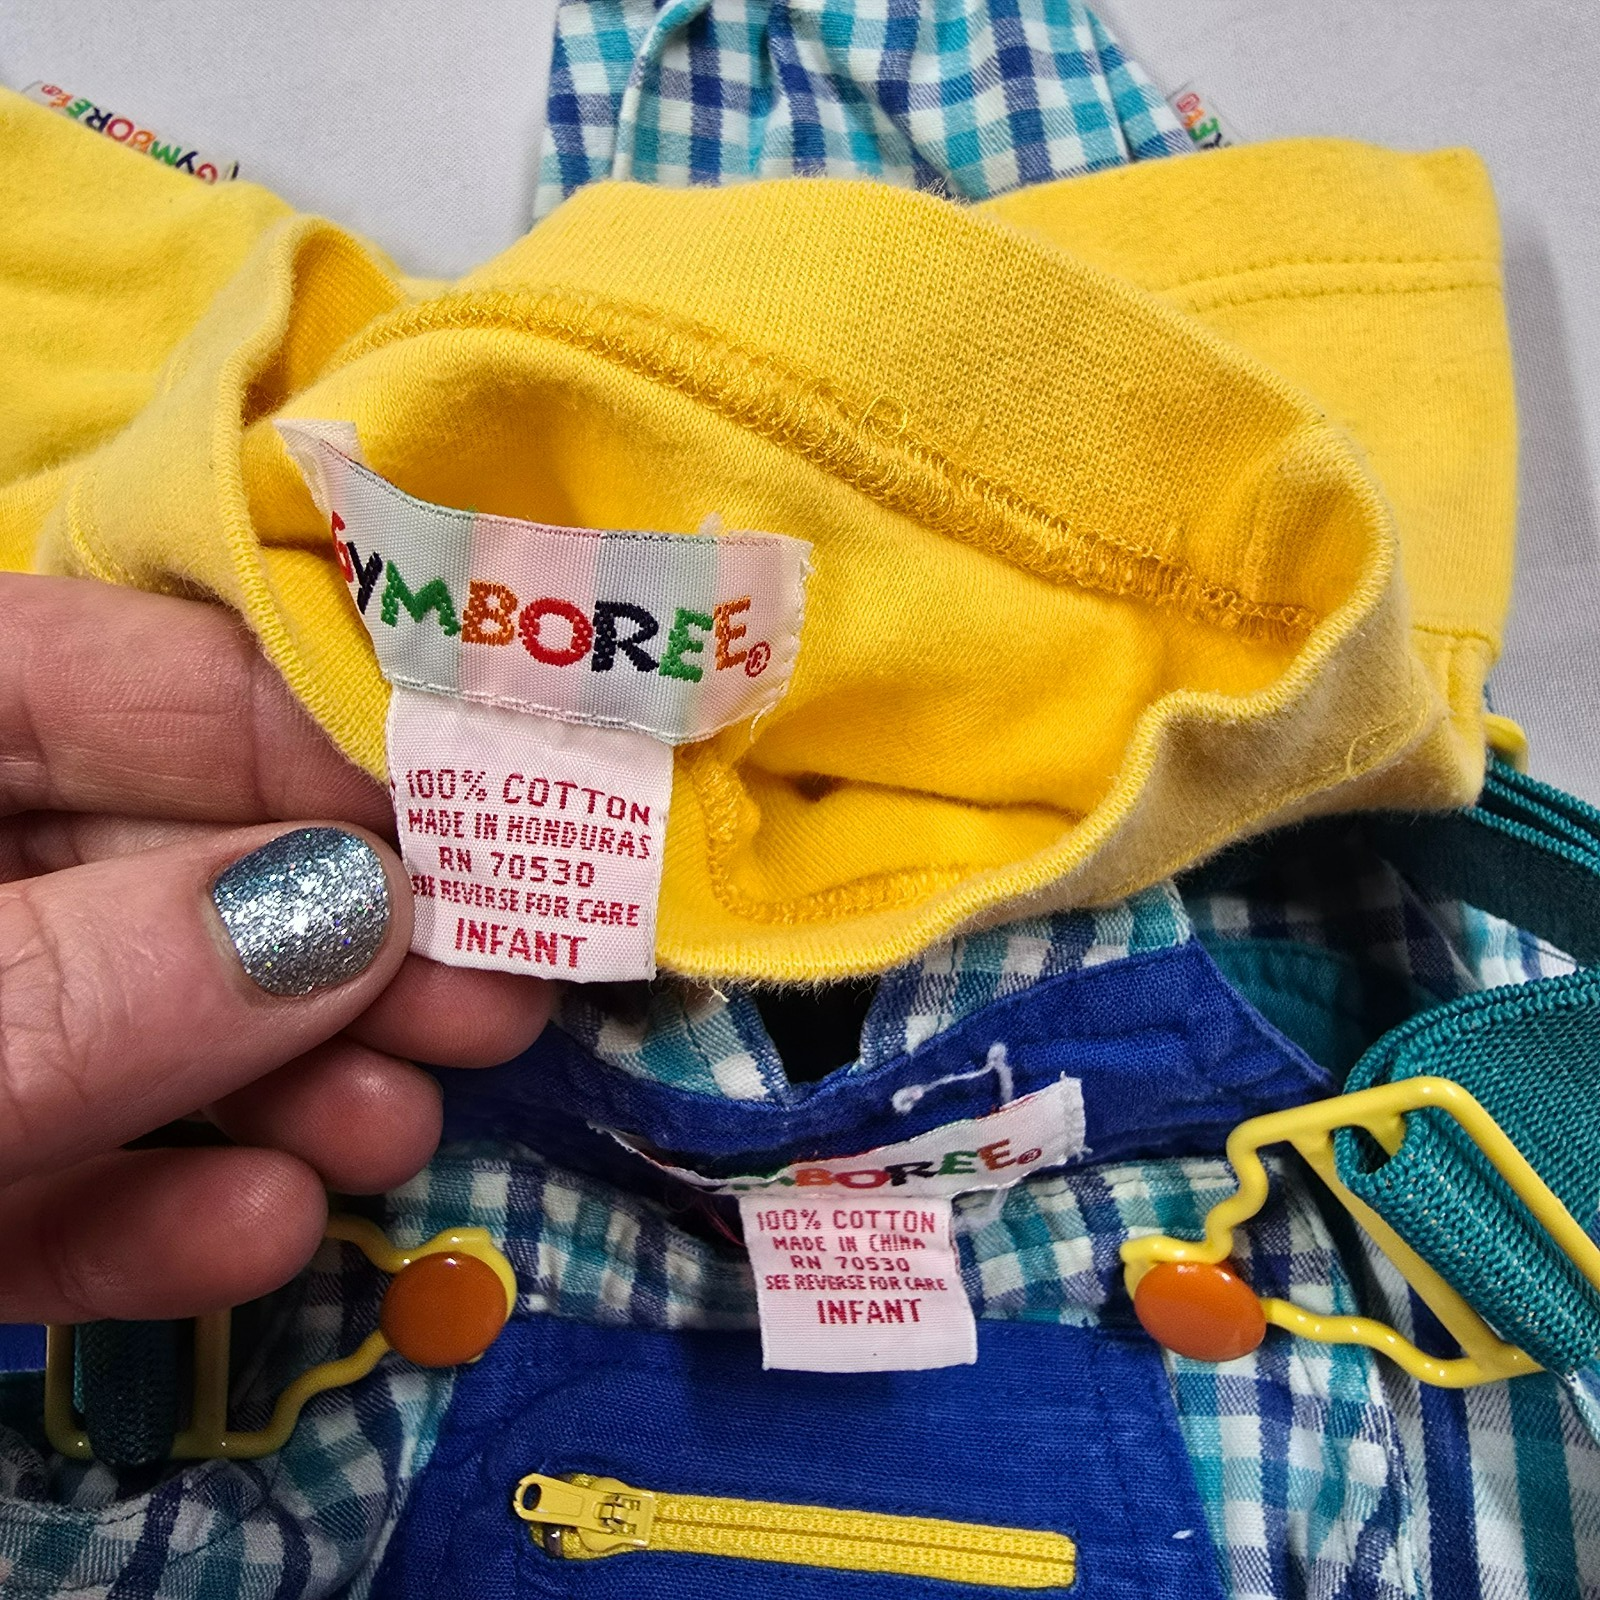 GYMBOREE®
GYMBOREE®
100% COTTON
MADE IN HONDURAS
RN 70530
SEE REVERSE FOR CARE
INFANT
GYMBOREE®
100% COTTON
MADE IN CHINA
RN 70530
SEE REVERSE FOR CARE
INFANT